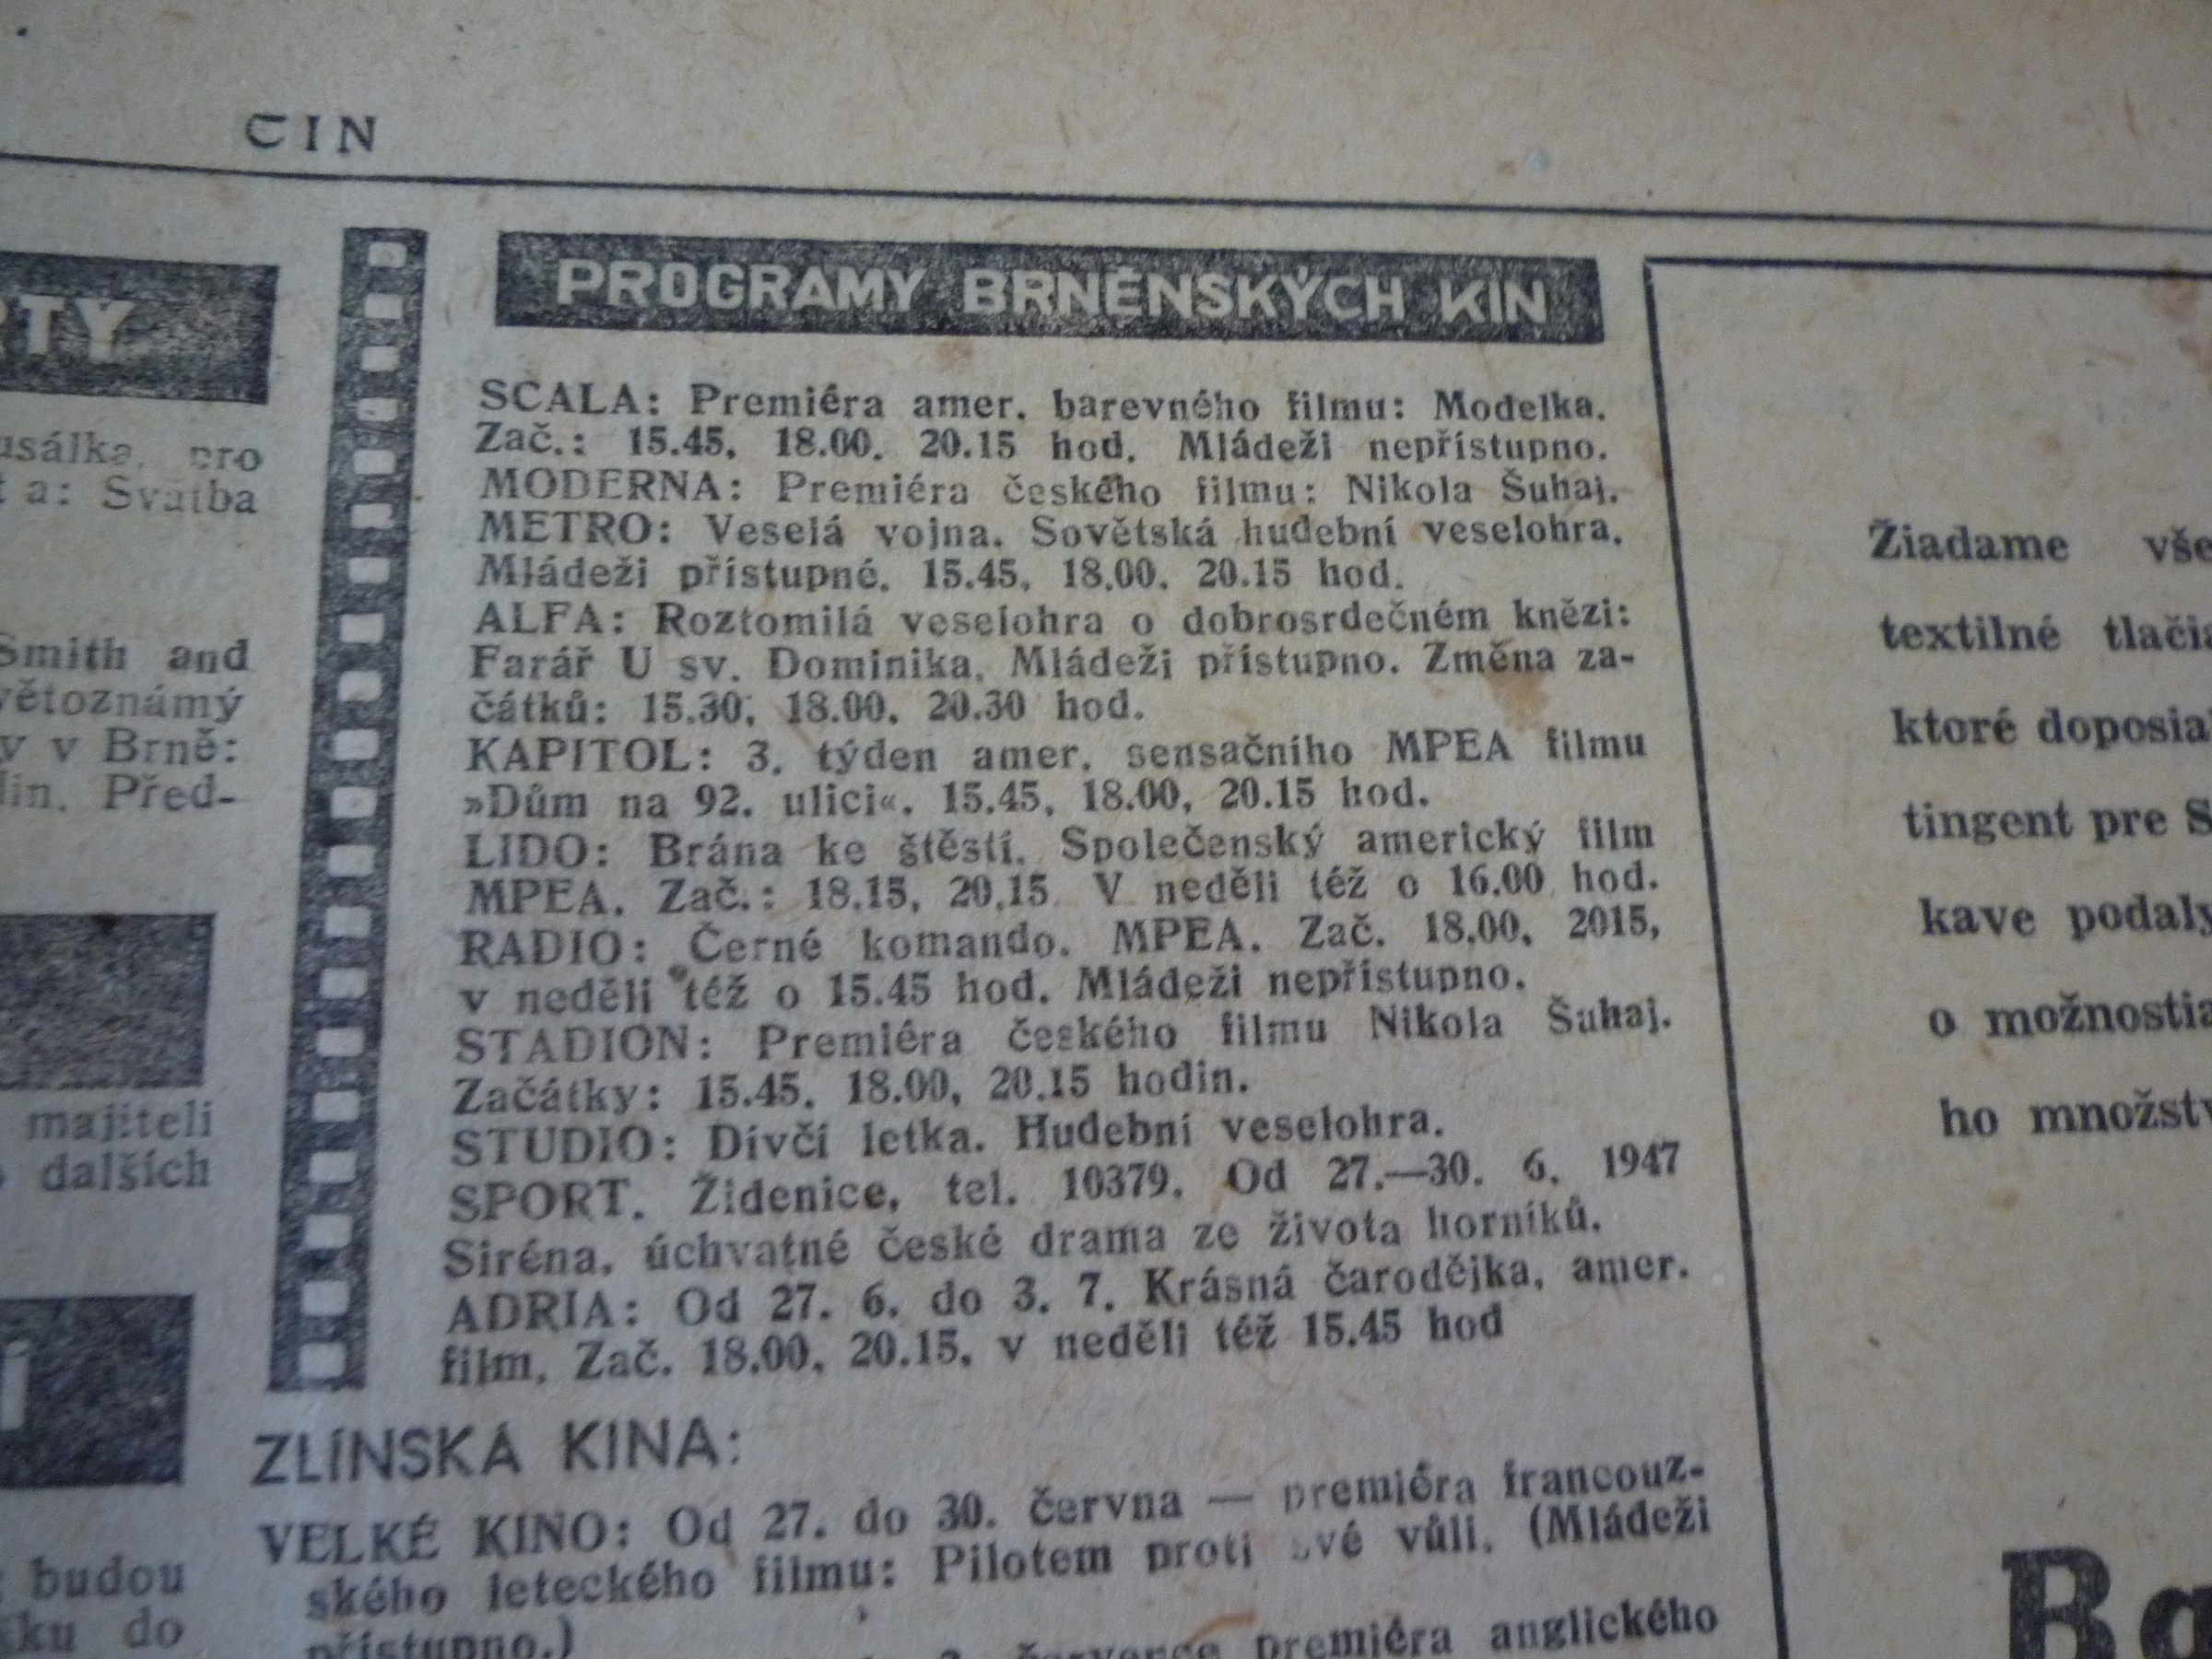 CIN
RTY
usálka, pro
a: Svatba
Smith and
větoznámý
y v Brně:
lin. Před-
majiteli
dalších
budou
ku do
PROGRAMY BRNĚNSKÝCH KIN
SCALA: Premiéra amer. barevného filmu: Modelka.
Zač.: 15.45, 18.00, 20.15 hod. Mládeži nepřístupno.
MODERNA: Premiéra českého filmu: Nikola Šuhaj.
METRO: Veselá vojna. Sovětská hudební veselohra.
Mládeži přístupné. 15.45, 18.00, 20.15 hod.
ALFA: Roztomilá veselohra o dobrosrdečném knězi:
Farář U sv. Dominika. Mládeži přístupno. Změna za-
čátků: 15.30, 18.00, 20.30 hod.
KAPITOL: 3. týden amer. sensačního MPEA filmu
»Dům na 92. ulici«. 15.45, 18.00, 20.15 hod.
LIDO: Brána ke štěstí. Společenský americký film
MPEA. Zač.: 18.15, 20.15 V neděli též o 16.00 hod.
RADIO: Černé komando. MPEA. Zač. 18.00, 2015,
v neděli též o 15.45 hod. Mládeži nepřístupno.
STADION: Premiéra českého filmu Nikola Šuhaj.
Začátky: 15.45, 18.00, 20.15 hodin.
STUDIO: Dívčí letka. Hudební veselohra.
SPORT. Židenice, tel. 10379. Od 27.—30. 6. 1947
Siréna, úchvatné české drama ze života horníků.
ADRIA: Od 27. 6. do 3. 7. Krásná čarodějka, amer.
film. Zač. 18.00, 20.15, v neděli též 15.45 hod
ZLÍNSKÁ KINA:
VELKÉ KINO: Od 27. do 30. června — premiéra francouz-
ského leteckého filmu: Pilotem proti své vůli. (Mládeži
přístupno.)
července premiéra anglického
Žiadame vše
textilné tlačia
ktoré doposia
tingent pre S
kave podaly
o možnostia
ho množstv
Ba